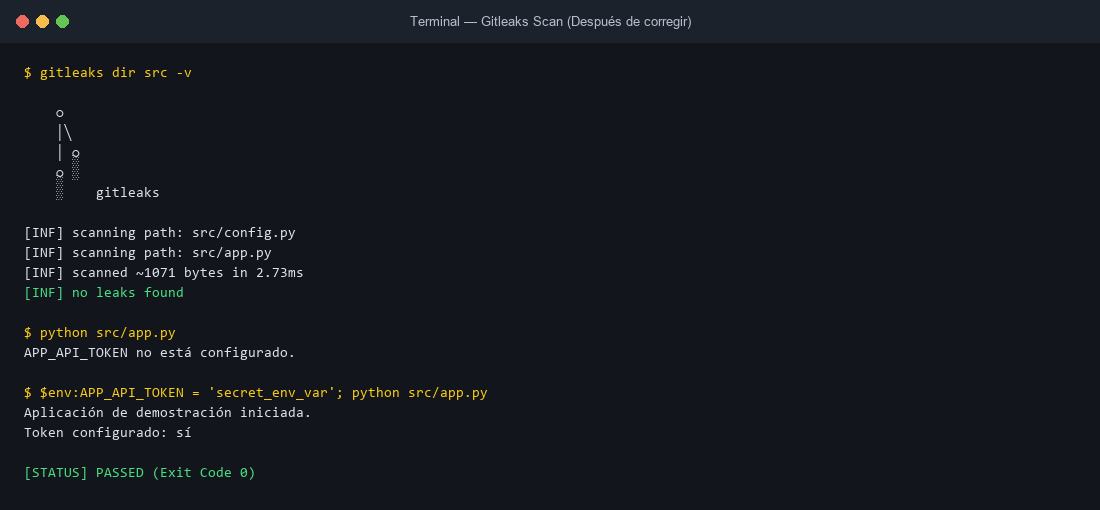 Terminal — Gitleaks Scan (Después de corregir)
$ gitleaks dir src -v
○
│\
│ ○
○ ░
░    gitleaks
[INF] scanning path: src/config.py
[INF] scanning path: src/app.py
[INF] scanned ~1071 bytes in 2.73ms
[INF] no leaks found
$ python src/app.py
APP_API_TOKEN no está configurado.
$ $env:APP_API_TOKEN = 'secret_env_var'; python src/app.py
Aplicación de demostración iniciada.
Token configurado: sí
[STATUS] PASSED (Exit Code 0)